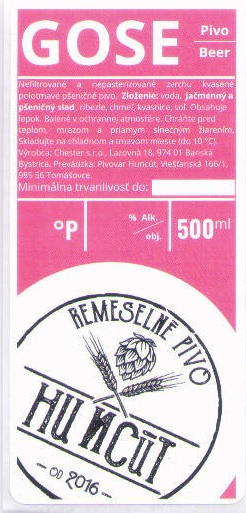 GOSE
Pivo
Beer
Nefiltrované a nepasterizované zvrchu kvasené
polotmavé pšeničné pivo. Zloženie: voda, jačmenný a
pšeničný slad, ríbezle, chmeľ, kvasnice, soľ. Obsahuje
lepok. Balené v ochrannej atmosfére. Chráňte pred
teplom, mrazom a priamym slnečným žiarením.
Skladujte na chladnom a tmavom mieste (do 10 °C).
Výrobca: Chester s.r.o., Lazovná 18, 974 01 Banská
Bystrica. Prevádzka: Pivovar Huncút, Vieštanská 166/1,
985 56 Tomášovce.
Minimálna trvanlivosť do:
°P
% Alk.
obj.
500ml
REMESELNÉ PIVO
HUNCÚT
- OD 2016 -